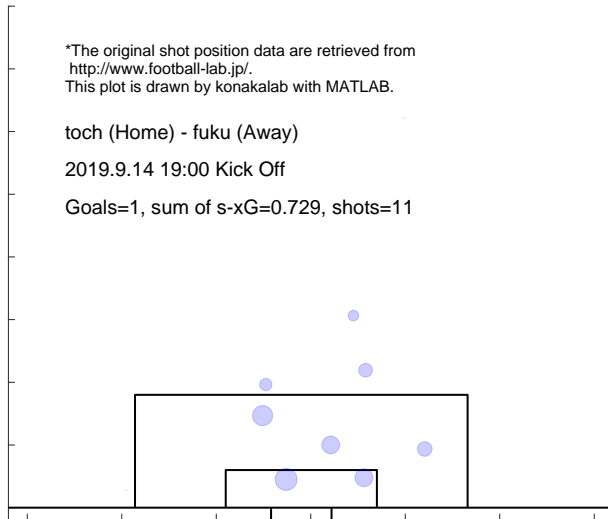 *The original shot position data are retrieved from
http://www.football-lab.jp/.
This plot is drawn by konakalab with MATLAB.
toch (Home) - fuku (Away)
2019.9.14 19:00 Kick Off
Goals=1, sum of s-xG=0.729, shots=11